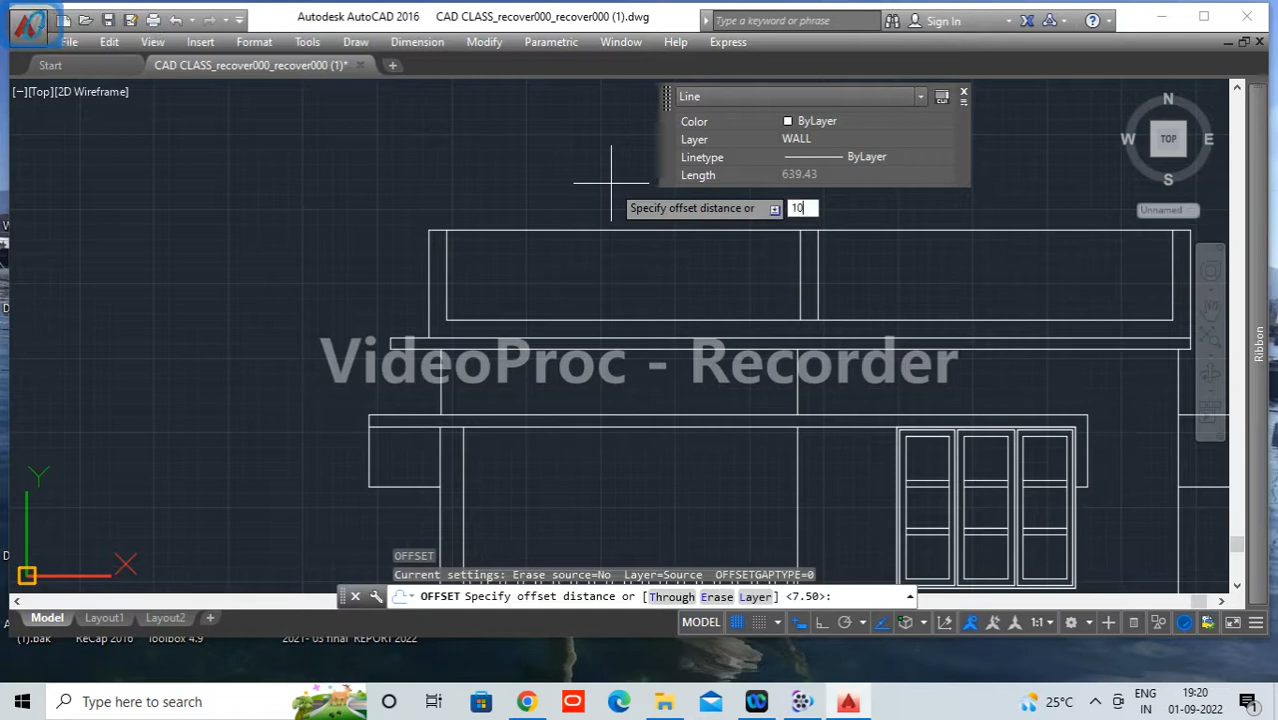 Autodesk AutoCAD 2016 CAD CLASS_recover000_recover000 (1).dwg
Type a keyword or phrase
Sign In
File Edit View Insert Format Tools Draw Dimension Modify Parametric Window Help Express
Start
CAD CLASS_recover000_recover000 (1)*
[−][Top][2D Wireframe]
Line
Color ByLayer
Layer WALL
Linetype ByLayer
Length 639.43
N
W TOP E
S
Unnamed
Specify offset distance or 10
VideoProc - Recorder
Ribbon
Y
X
OFFSET
Current settings: Erase source=No Layer=Source OFFSETGAPTYPE=0
OFFSET Specify offset distance or [Through Erase Layer] <7.50>:
Model Layout1 Layout2
MODEL 1:1
(1).bak ReCap 2016 Toolbox 4.9 2021- 03 final REPORT 2022
Type here to search
25°C
ENG
IN
19:20
01-09-2022
1